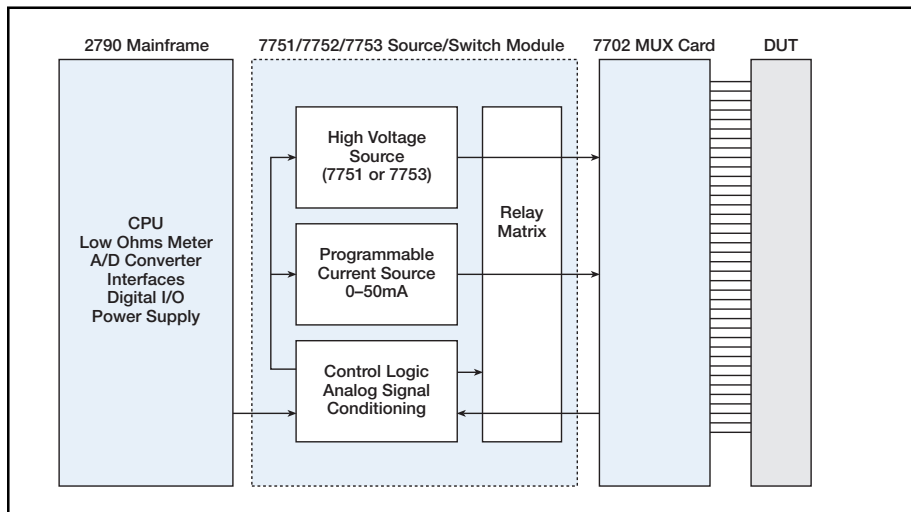 2790 Mainframe
7751/7752/7753 Source/Switch Module
7702 MUX Card
DUT
CPU
Low Ohms Meter
A/D Converter
Interfaces
Digital I/O
Power Supply
High Voltage
Source
(7751 or 7753)
Programmable
Current Source
0–50mA
Control Logic
Analog Signal
Conditioning
Relay
Matrix